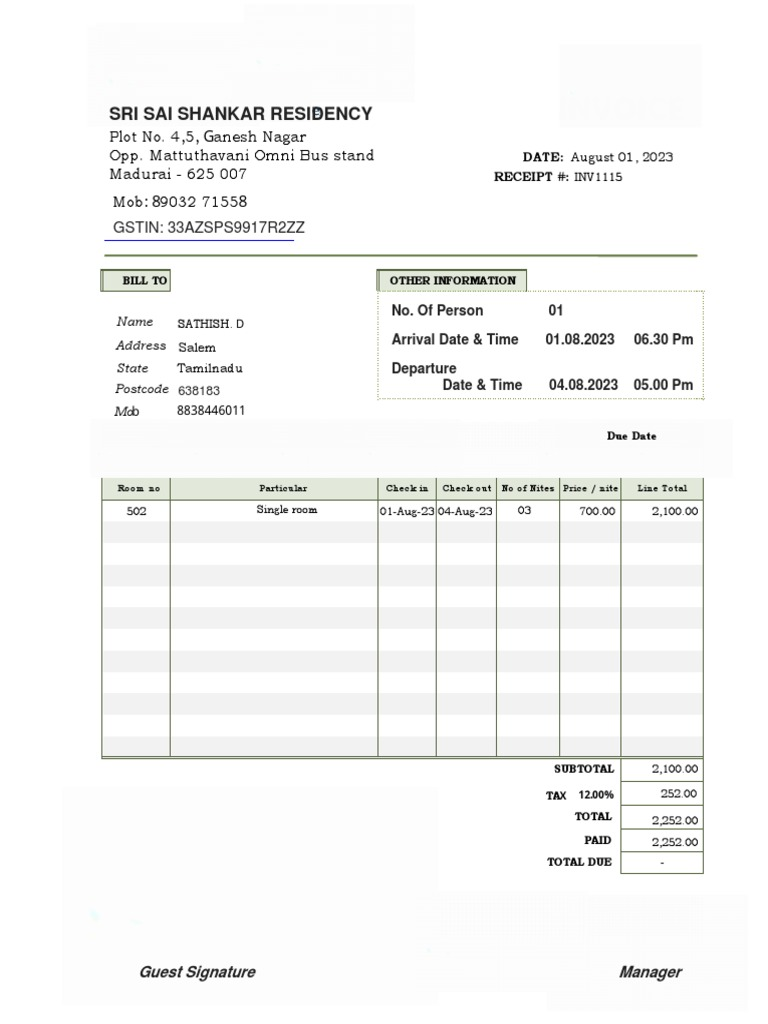 SRI SAI SHANKAR RESIDENCY
Plot No. 4,5, Ganesh Nagar
Opp. Mattuthavani Omni Bus stand
Madurai - 625 007
Mob: 89032 71558
GSTIN: 33AZSPS9917R2ZZ
DATE: August 01, 2023
RECEIPT #: INV1115
BILL TO
Name SATHISH. D
Address Salem
State Tamilnadu
Postcode 638183
Mob 8838446011
OTHER INFORMATION
No. Of Person 01
Arrival Date & Time 01.08.2023 06.30 Pm
Departure
Date & Time 04.08.2023 05.00 Pm
Due Date
Room no Particular Check in Check out No of Nites Price / nite Line Total
502 Single room 01-Aug-23 04-Aug-23 03 700.00 2,100.00
SUBTOTAL 2,100.00
TAX 12.00% 252.00
TOTAL 2,252.00
PAID 2,252.00
TOTAL DUE -
Guest Signature Manager